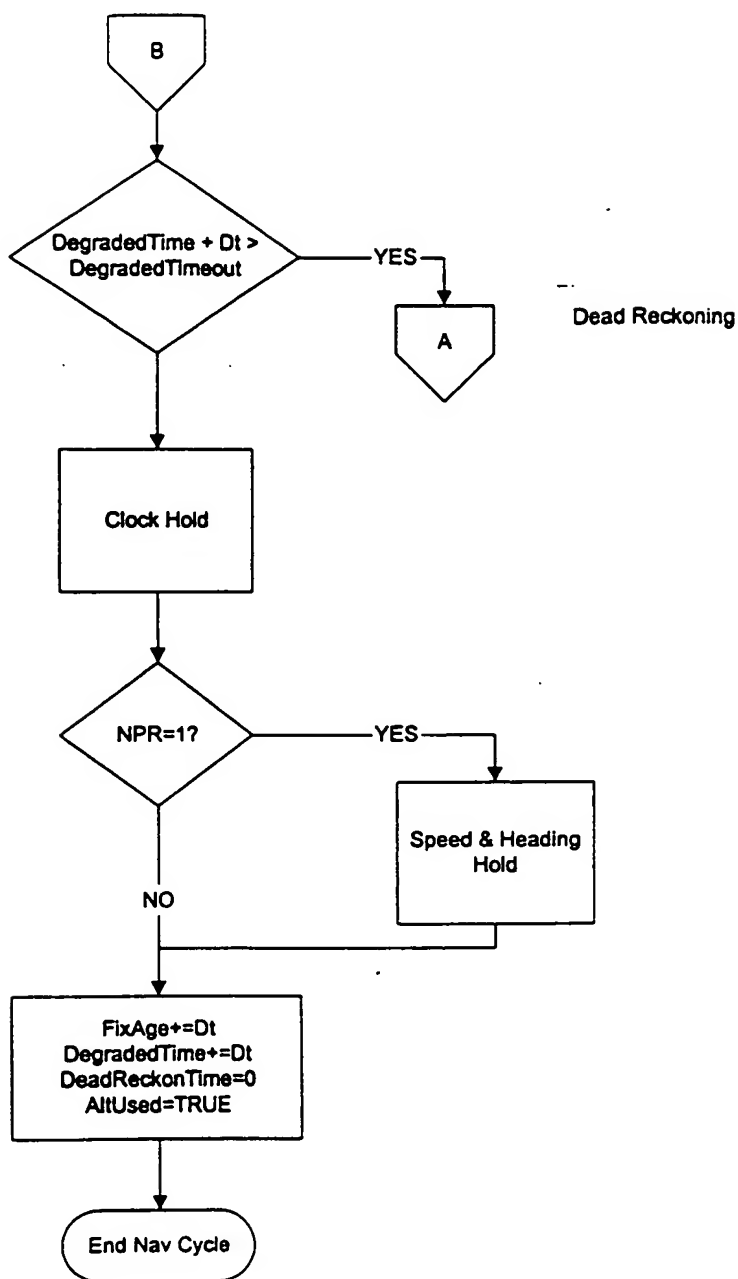 B
DegradedTime + Dt >
DegradedTimeout
YES
A
Dead Reckoning
Clock Hold
NPR=1?
YES
Speed & Heading
Hold
NO
FixAge+=Dt
DegradedTime+=Dt
DeadReckonTime=0
AltUsed=TRUE
End Nav Cycle